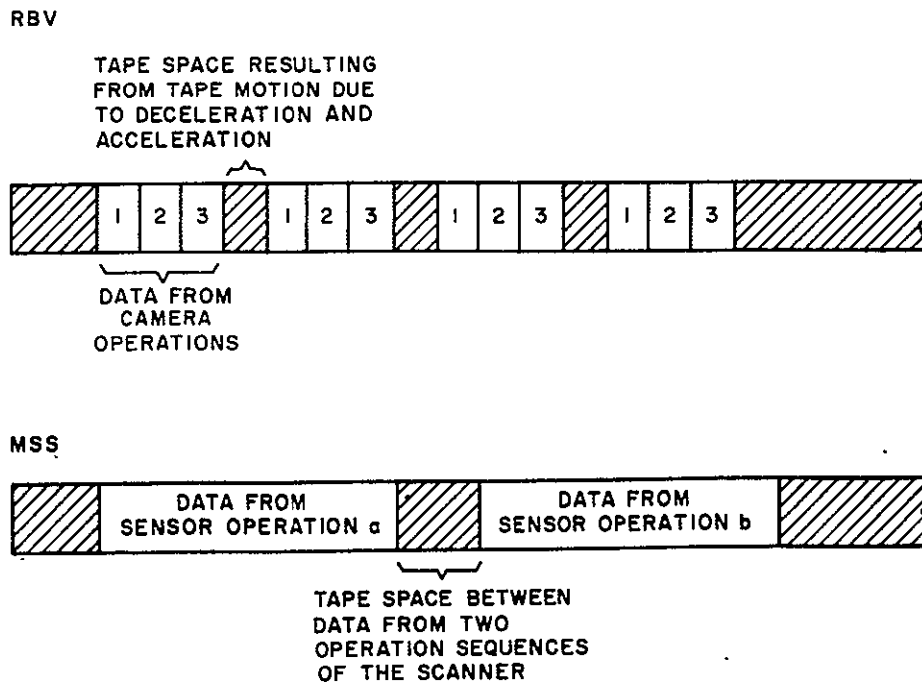 RBV
TAPE SPACE RESULTING
FROM TAPE MOTION DUE
TO DECELERATION AND
ACCELERATION
1 2 3 1 2 3 1 2 3 1 2 3
DATA FROM
CAMERA
OPERATIONS
MSS
DATA FROM
SENSOR OPERATION a
DATA FROM
SENSOR OPERATION b
TAPE SPACE BETWEEN
DATA FROM TWO
OPERATION SEQUENCES
OF THE SCANNER